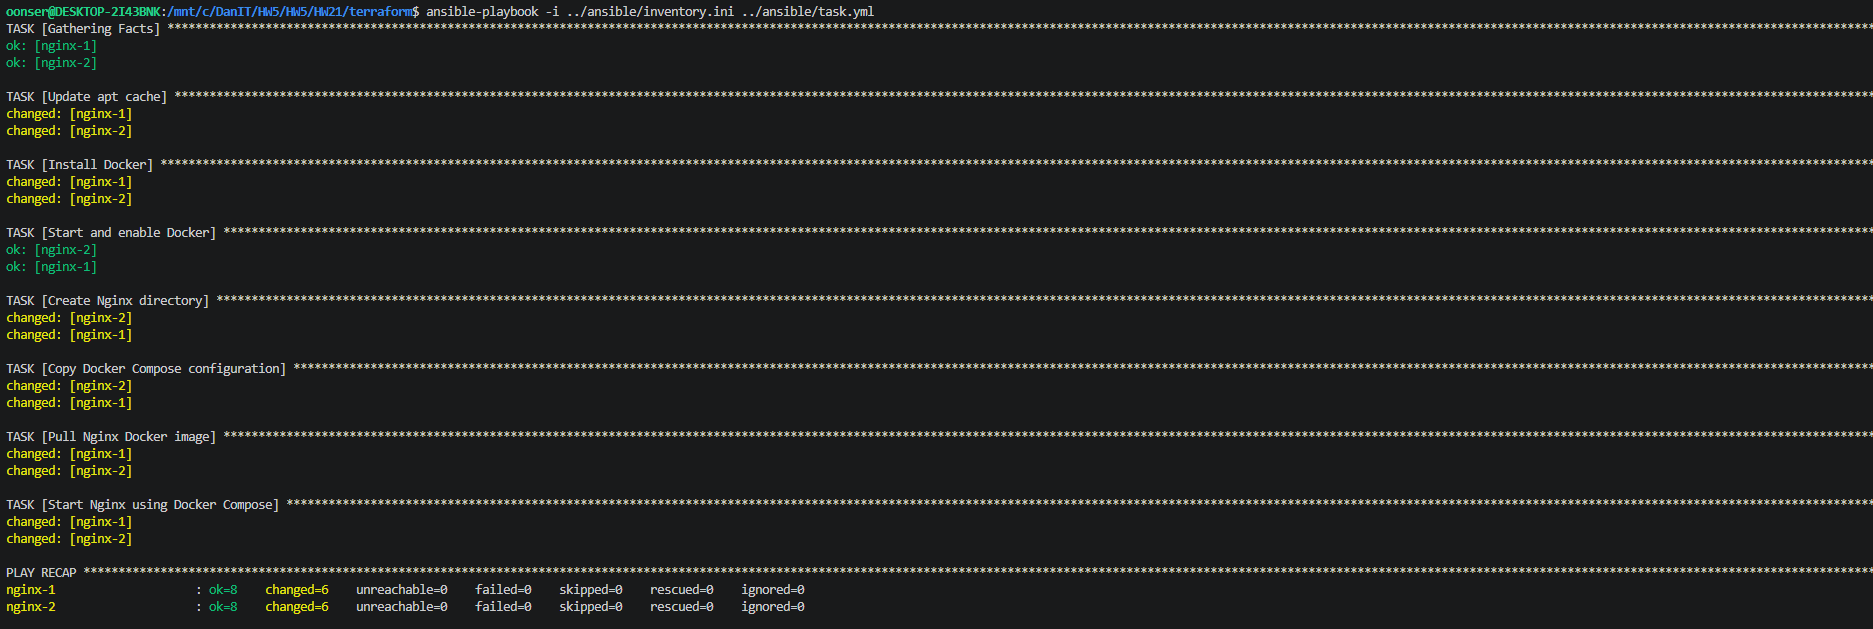 oonser@DESKTOP-2I43BNK:/mnt/c/DanIT/HW5/HW5/HW21/terraform$ ansible-playbook -i ../ansible/inventory.ini ../ansible/task.yml
TASK [Gathering Facts] ****************************************************************************************************
ok: [nginx-1]
ok: [nginx-2]

TASK [Update apt cache] ****************************************************************************************************
changed: [nginx-1]
changed: [nginx-2]

TASK [Install Docker] ****************************************************************************************************
changed: [nginx-1]
changed: [nginx-2]

TASK [Start and enable Docker] ****************************************************************************************************
ok: [nginx-2]
ok: [nginx-1]

TASK [Create Nginx directory] ****************************************************************************************************
changed: [nginx-2]
changed: [nginx-1]

TASK [Copy Docker Compose configuration] ****************************************************************************************************
changed: [nginx-2]
changed: [nginx-1]

TASK [Pull Nginx Docker image] ****************************************************************************************************
changed: [nginx-1]
changed: [nginx-2]

TASK [Start Nginx using Docker Compose] ****************************************************************************************************
changed: [nginx-1]
changed: [nginx-2]

PLAY RECAP ****************************************************************************************************
nginx-1                    : ok=8    changed=6    unreachable=0    failed=0    skipped=0    rescued=0    ignored=0
nginx-2                    : ok=8    changed=6    unreachable=0    failed=0    skipped=0    rescued=0    ignored=0